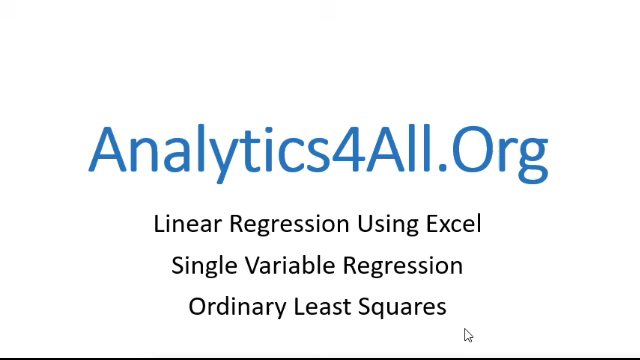 Analytics4All.Org
Linear Regression Using Excel
Single Variable Regression
Ordinary Least Squares